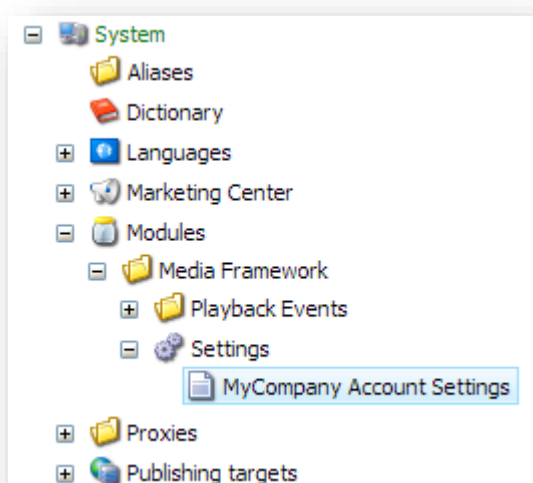 System
Aliases
Dictionary
Languages
Marketing Center
Modules
Media Framework
Playback Events
Settings
MyCompany Account Settings
Proxies
Publishing targets